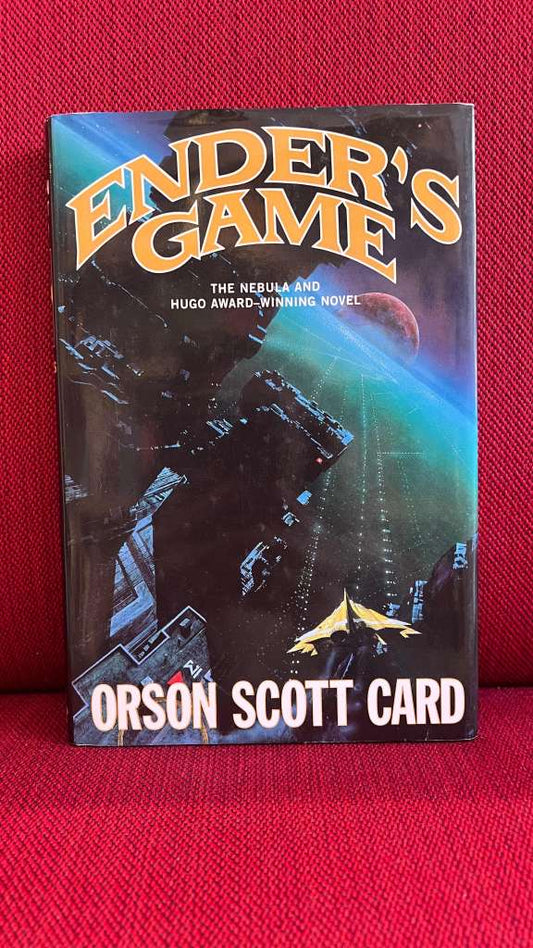 ENDER'S
GAME
THE NEBULA AND
HUGO AWARD–WINNING NOVEL
ORSON SCOTT CARD